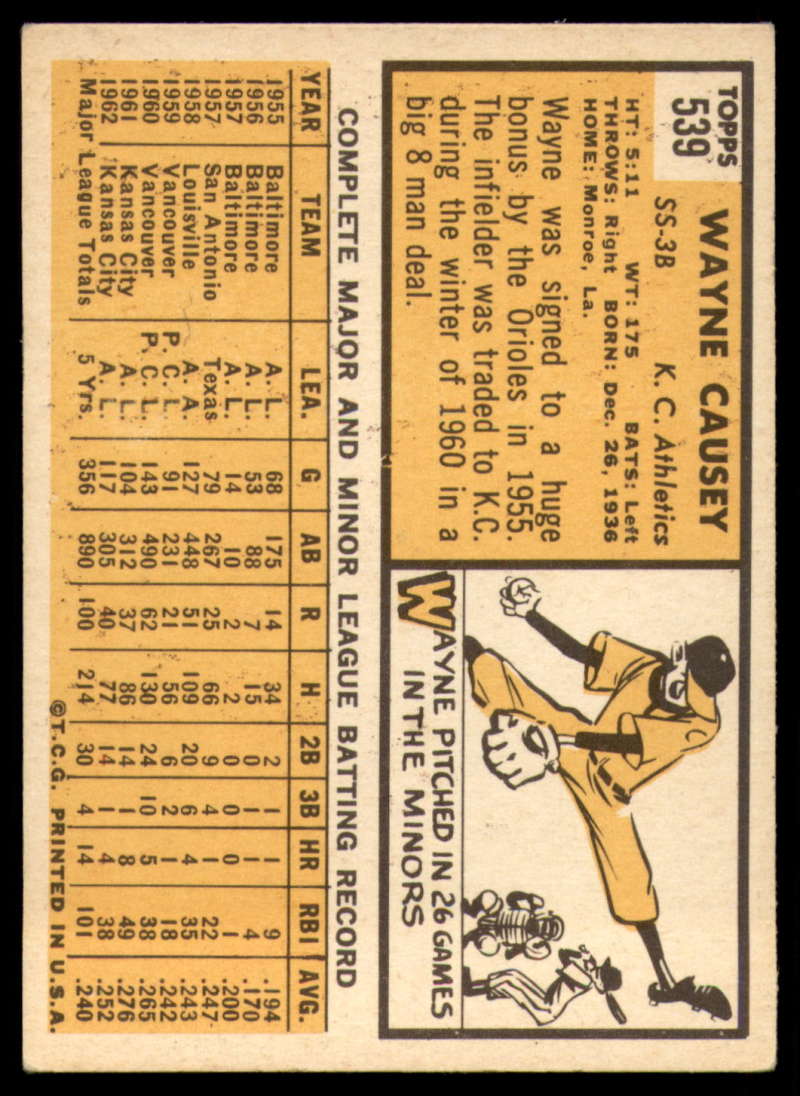 TOPPS
539
WAYNE CAUSEY
SS-3B K. C. Athletics
HT: 5:11 WT: 175 BATS: Left
THROWS: Right BORN: Dec. 26, 1936
HOME: Monroe, La.
Wayne was signed to a huge
bonus by the Orioles in 1955.
The infielder was traded to K.C.
during the winter of 1960 in a
big 8 man deal.
WAYNE PITCHED IN 26 GAMES
IN THE MINORS
COMPLETE MAJOR AND MINOR LEAGUE BATTING RECORD
YEAR TEAM LEA. G AB R H 2B 3B HR RBI AVG.
1955 Baltimore A. L. 68 175 14 34 2 1 1 9 .194
1956 Baltimore A. L. 53 88 7 15 0 1 1 4 .170
1957 Baltimore A. L. 14 10 2 2 0 0 0 1 .200
1957 San Antonio Texas 79 267 25 66 9 4 1 22 .247
1958 Louisville A. A. 127 448 51 109 20 6 4 35 .243
1959 Vancouver P. C. L. 91 231 21 56 6 2 1 18 .242
1960 Vancouver P. C. L. 143 490 62 130 24 10 5 38 .265
1961 Kansas City A. L. 104 312 37 86 14 1 8 49 .276
1962 Kansas City A. L. 117 305 40 77 14 1 4 38 .252
Major League Totals 5 Yrs. 356 890 100 214 30 4 14 101 .240
©T.C.G. PRINTED IN U.S.A.